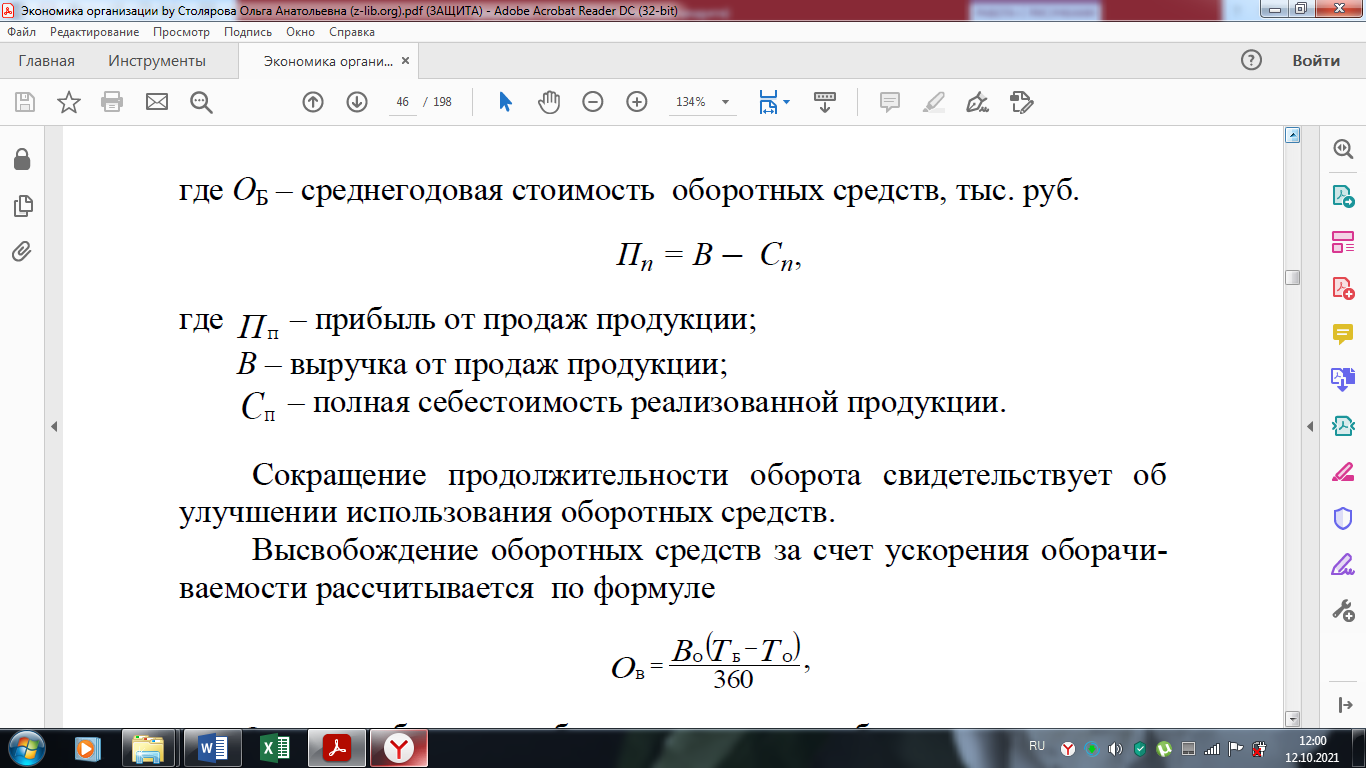 Экономика организации by Столярова Ольга Анатольевна (z-lib.org).pdf (ЗАЩИТА) - Adobe Acrobat Reader DC (32-bit)
Файл Редактирование Просмотр Подпись Окно Справка
Главная Инструменты Экономика органи... × ? Войти
46 / 198 134%
где ОБ – среднегодовая стоимость оборотных средств, тыс. руб.
Пп = В – Сп,
где Пп – прибыль от продаж продукции;
В – выручка от продаж продукции;
Сп – полная себестоимость реализованной продукции.
Сокращение продолжительности оборота свидетельствует об
улучшении использования оборотных средств.
Высвобождение оборотных средств за счет ускорения оборачи-
ваемости рассчитывается по формуле
Ов = Во(ТБ – То) / 360,
RU 12:00
12.10.2021